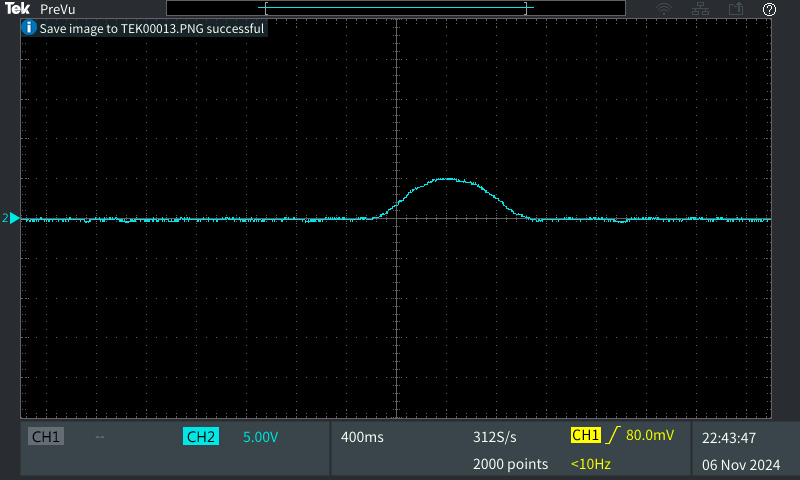 Tek PreVu
Save image to TEK00013.PNG successful
2
CH1 -- CH2 5.00V 400ms 312S/s CH1 80.0mV 22:43:47
2000 points <10Hz 06 Nov 2024